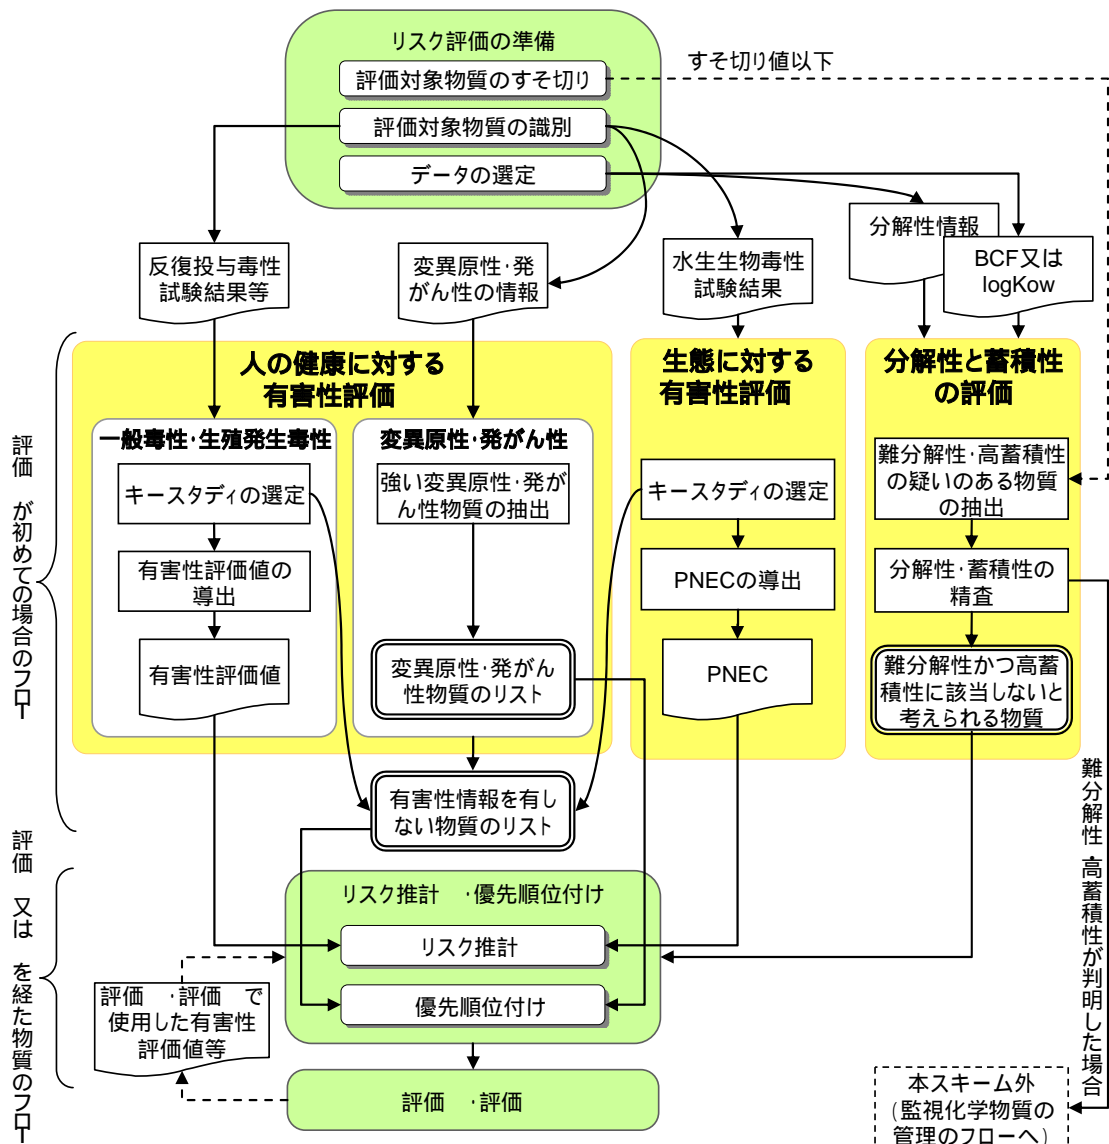 リスク評価の準備
すそ切り値以下
評価対象物質のすそ切り
評価対象物質の識別
データの選定
反復投与毒性
試験結果等
変異原性・発
がん性の情報
水生生物毒性
試験結果
分解性情報
BCF又は
logKow
人の健康に対する
有害性評価
生態に対する
有害性評価
分解性と蓄積性
の評価
一般毒性・生殖発生毒性
キースタディの選定
有害性評価値の
導出
有害性評価値
変異原性・発がん性
強い変異原性・発が
ん性物質の抽出
変異原性・発がん
性物質のリスト
キースタディの選定
PNECの導出
PNEC
難分解性・高蓄積性
の疑いのある物質
の抽出
分解性・蓄積性の
精査
難分解性かつ高蓄
積性に該当しないと
考えられる物質
評価 が初めての場合のフロー
有害性情報を有し
ない物質のリスト
難分解性 高蓄積性が判明した場合
評価 又は を経た物質のフロー
リスク推計 ・優先順位付け
リスク推計
優先順位付け
評価 ・評価 で
使用した有害性
評価値等
評価 ・評価
本スキーム外
(監視化学物質の
管理のフローへ)